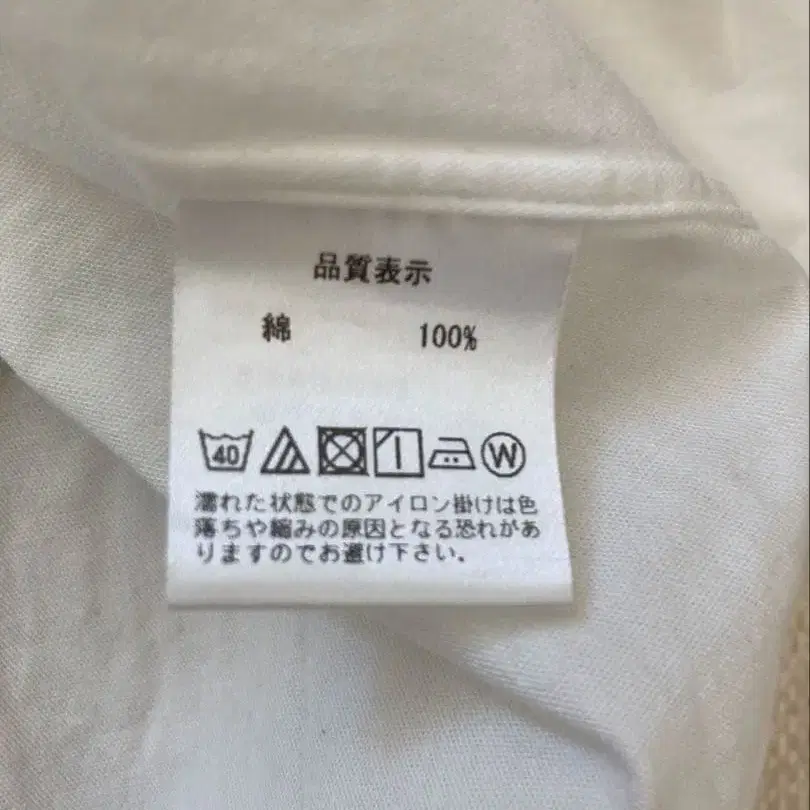 品質表示
綿 100%
40 W
濡れた状態でのアイロン掛けは色
落ちや縮みの原因となる恐れがあ
りますのでお避け下さい。